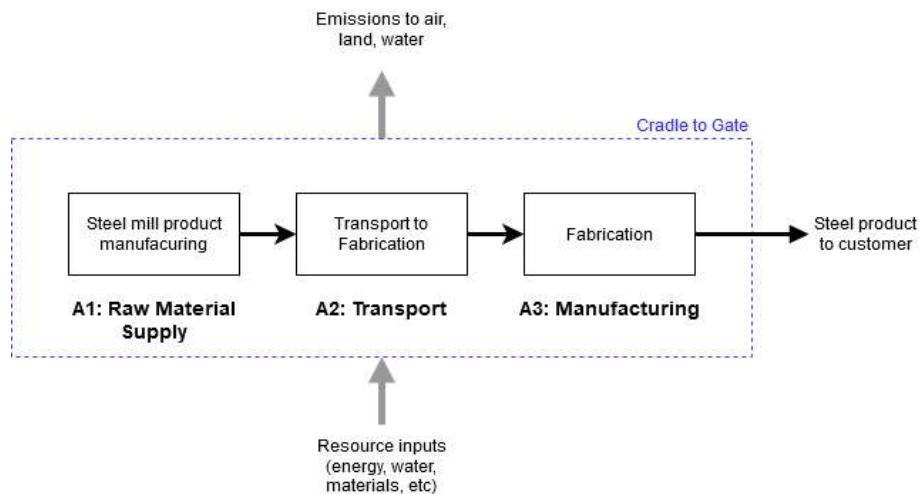 Emissions to air,
land, water
Cradle to Gate
Steel mill product
manufacuring
Transport to
Fabrication
Fabrication
Steel product
to customer
A1: Raw Material
Supply
A2: Transport
A3: Manufacturing
Resource inputs
(energy, water,
materials, etc)